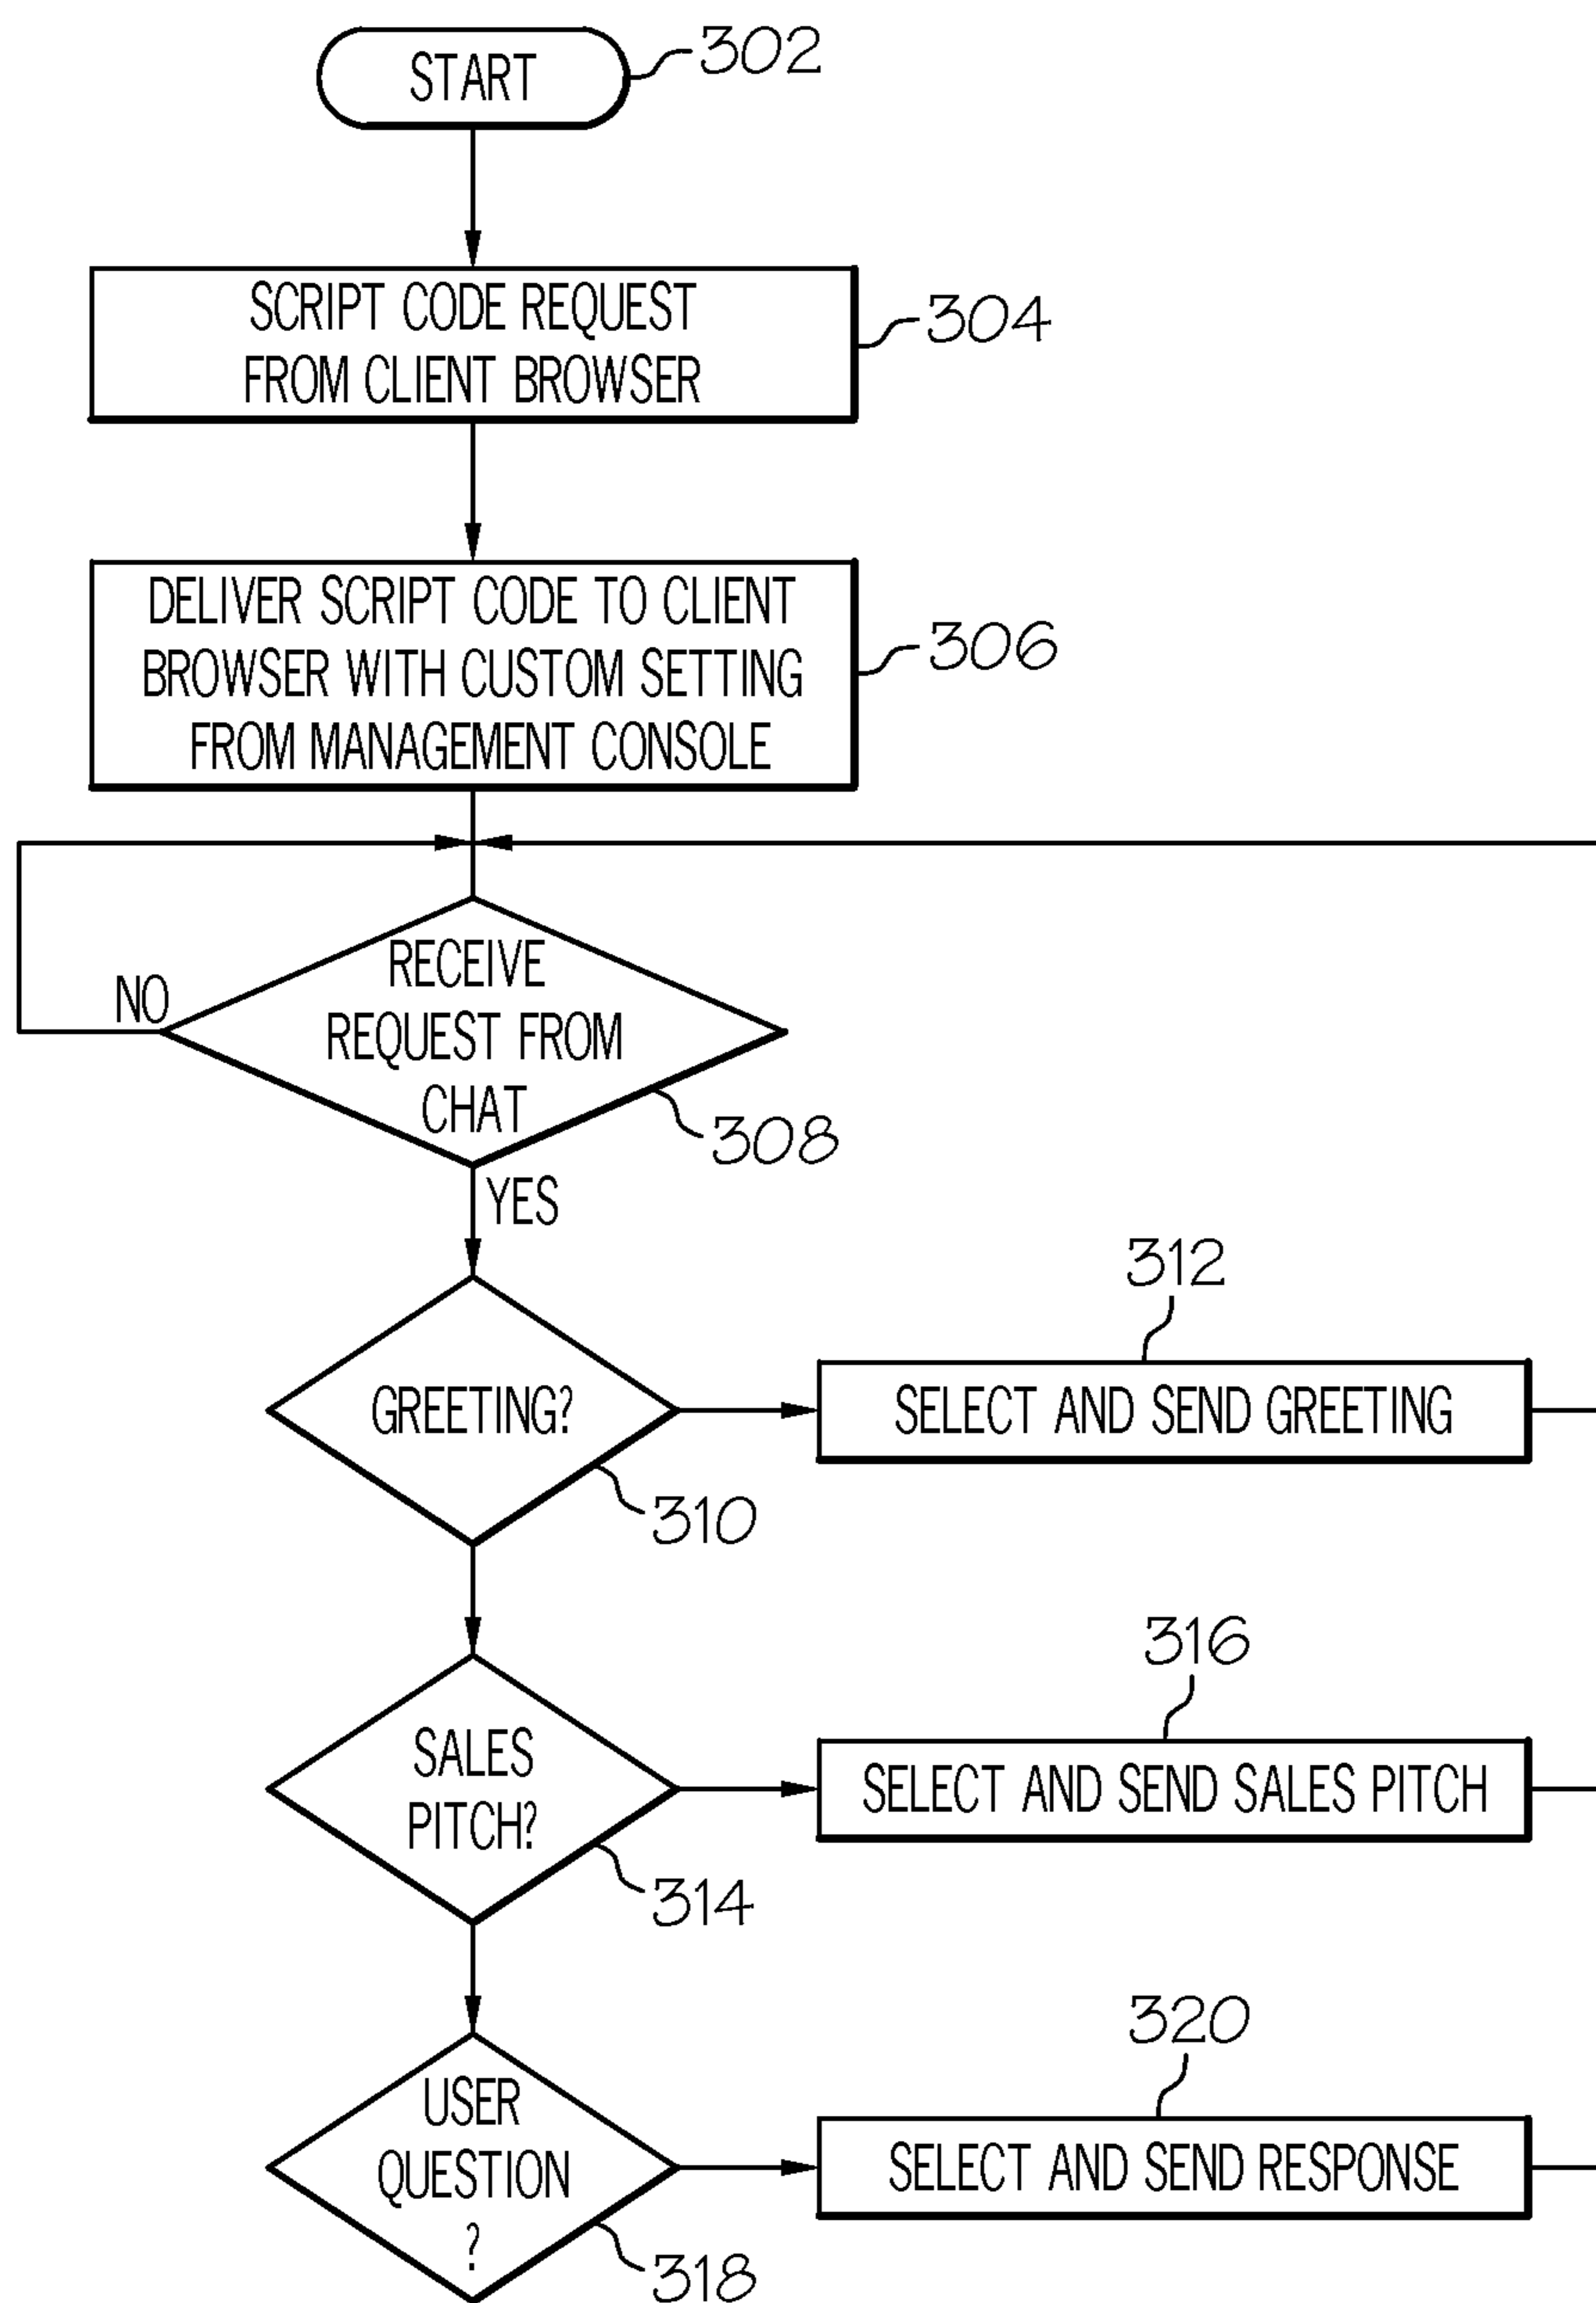 START
302
SCRIPT CODE REQUEST
FROM CLIENT BROWSER
304
DELIVER SCRIPT CODE TO CLIENT
BROWSER WITH CUSTOM SETTING
FROM MANAGEMENT CONSOLE
306
NO
RECEIVE
REQUEST FROM
CHAT
308
YES
312
GREETING?
SELECT AND SEND GREETING
310
316
SALES
PITCH?
SELECT AND SEND SALES PITCH
314
320
USER
QUESTION
?
SELECT AND SEND RESPONSE
318